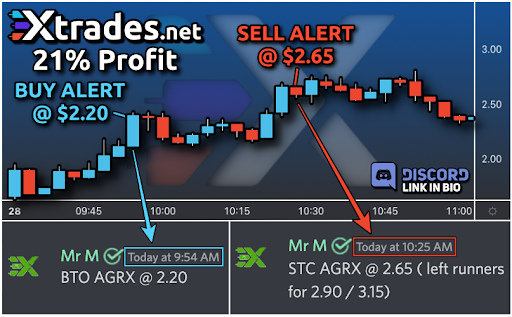 Xtrades.net
21% Profit
BUY ALERT
@ $2.20
SELL ALERT
@ $2.65
3.00
2.50
2.00
DISCORD
LINK IN BIO
28 09:45 10:00 10:15 10:30 10:45 11:00
Mr M Today at 9:54 AM
BTO AGRX @ 2.20
Mr M Today at 10:25 AM
STC AGRX @ 2.65 ( left runners
for 2.90 / 3.15)